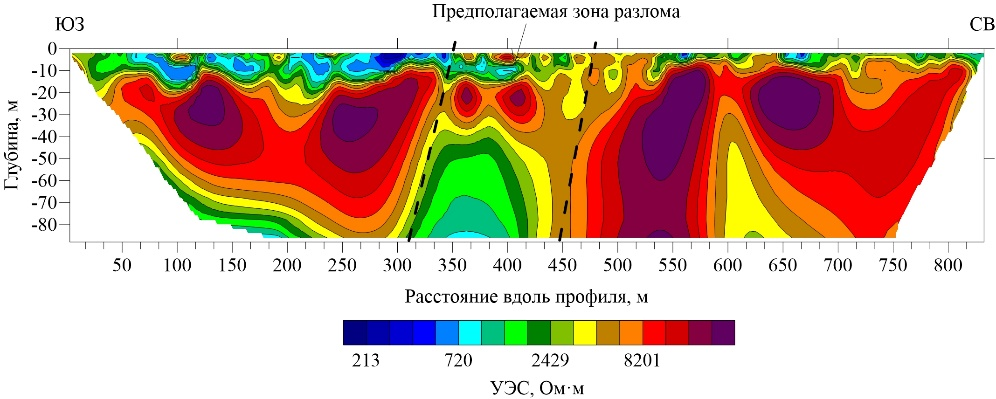 Предполагаемая зона разлома
ЮЗ СВ
0
-10
-20
-30
-40
-50
-60
-70
-80
Глубина, м
50 100 150 200 250 300 350 400 450 500 550 600 650 700 750 800
Расстояние вдоль профиля, м
213 720 2429 8201
УЭС, Ом·м